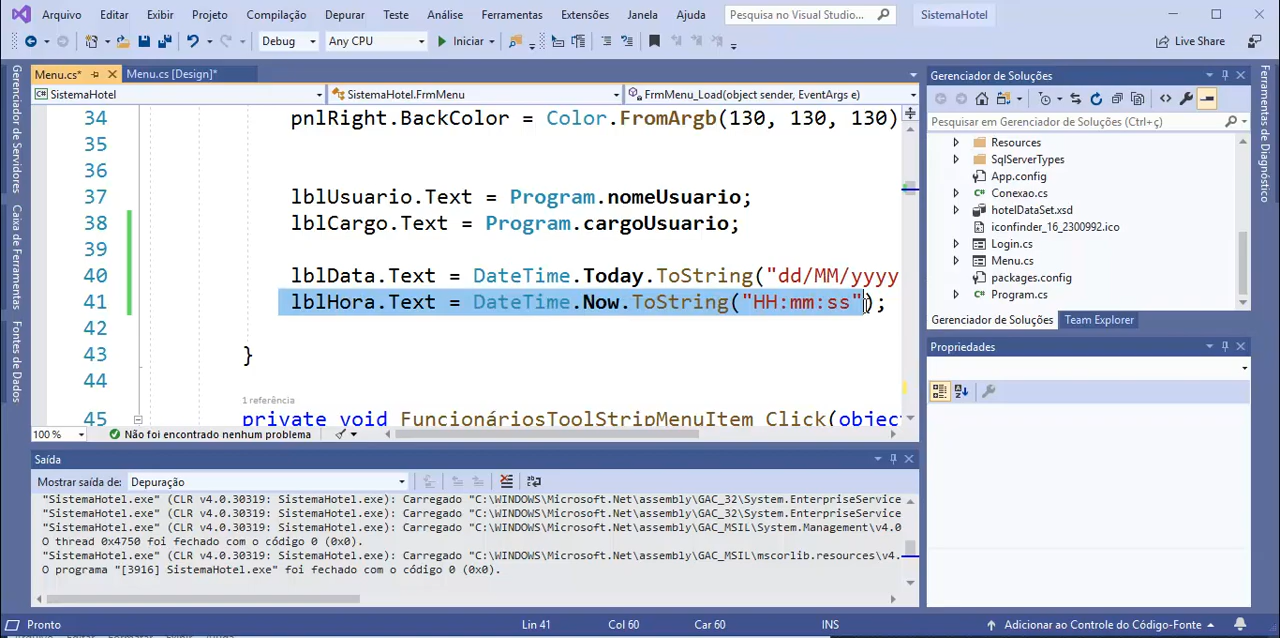 Arquivo Editar Exibir Projeto Compilação Depurar Teste Análise Ferramentas Extensões Janela Ajuda Pesquisa no Visual Studio... SistemaHotel
Debug Any CPU Iniciar Live Share
Menu.cs* Menu.cs [Design]*
SistemaHotel SistemaHotel.FrmMenu FrmMenu_Load(object sender, EventArgs e)
34 pnlRight.BackColor = Color.FromArgb(130, 130, 130)
35
36
37 lblUsuario.Text = Program.nomeUsuario;
38 lblCargo.Text = Program.cargoUsuario;
39
40 lblData.Text = DateTime.Today.ToString("dd/MM/yyyy
41 lblHora.Text = DateTime.Now.ToString("HH:mm:ss");
42
43 }
44
1 referência
45 private void FuncionáriosToolStripMenuItem_Click(objec
100 % Não foi encontrado nenhum problema
Saída
Mostrar saída de: Depuração
"SistemaHotel.exe" (CLR v4.0.30319: SistemaHotel.exe): Carregado "C:\WINDOWS\Microsoft.Net\assembly\GAC_32\System.EnterpriseService
"SistemaHotel.exe" (CLR v4.0.30319: SistemaHotel.exe): Carregado "C:\WINDOWS\Microsoft.Net\assembly\GAC_32\System.EnterpriseService
"SistemaHotel.exe" (CLR v4.0.30319: SistemaHotel.exe): Carregado "C:\WINDOWS\Microsoft.Net\assembly\GAC_MSIL\System.Management\v4.0
O thread 0x4750 foi fechado com o código 0 (0x0).
"SistemaHotel.exe" (CLR v4.0.30319: SistemaHotel.exe): Carregado "C:\WINDOWS\Microsoft.Net\assembly\GAC_MSIL\mscorlib.resources\v4.
O programa "[3916] SistemaHotel.exe" foi fechado com o código 0 (0x0).
Gerenciador de Servidores
Caixa de Ferramentas
Fontes de Dados
Gerenciador de Soluções
Pesquisar em Gerenciador de Soluções (Ctrl+ç)
Resources
SqlServerTypes
App.config
Conexao.cs
hotelDataSet.xsd
iconfinder_16_2300992.ico
Login.cs
Menu.cs
packages.config
Program.cs
Gerenciador de Soluções Team Explorer
Propriedades
Ferramentas de Diagnóstico
Pronto Lin 41 Col 60 Car 60 INS Adicionar ao Controle do Código-Fonte